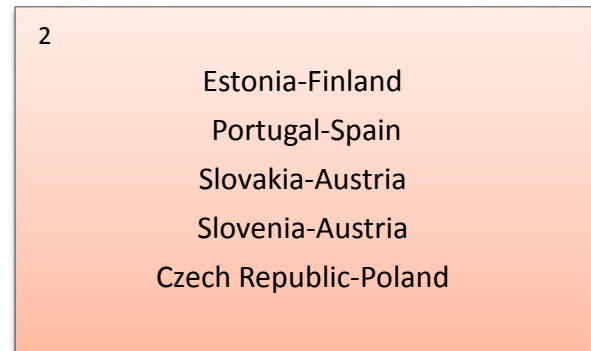 2
Estonia-Finland
Portugal-Spain
Slovakia-Austria
Slovenia-Austria
Czech Republic-Poland